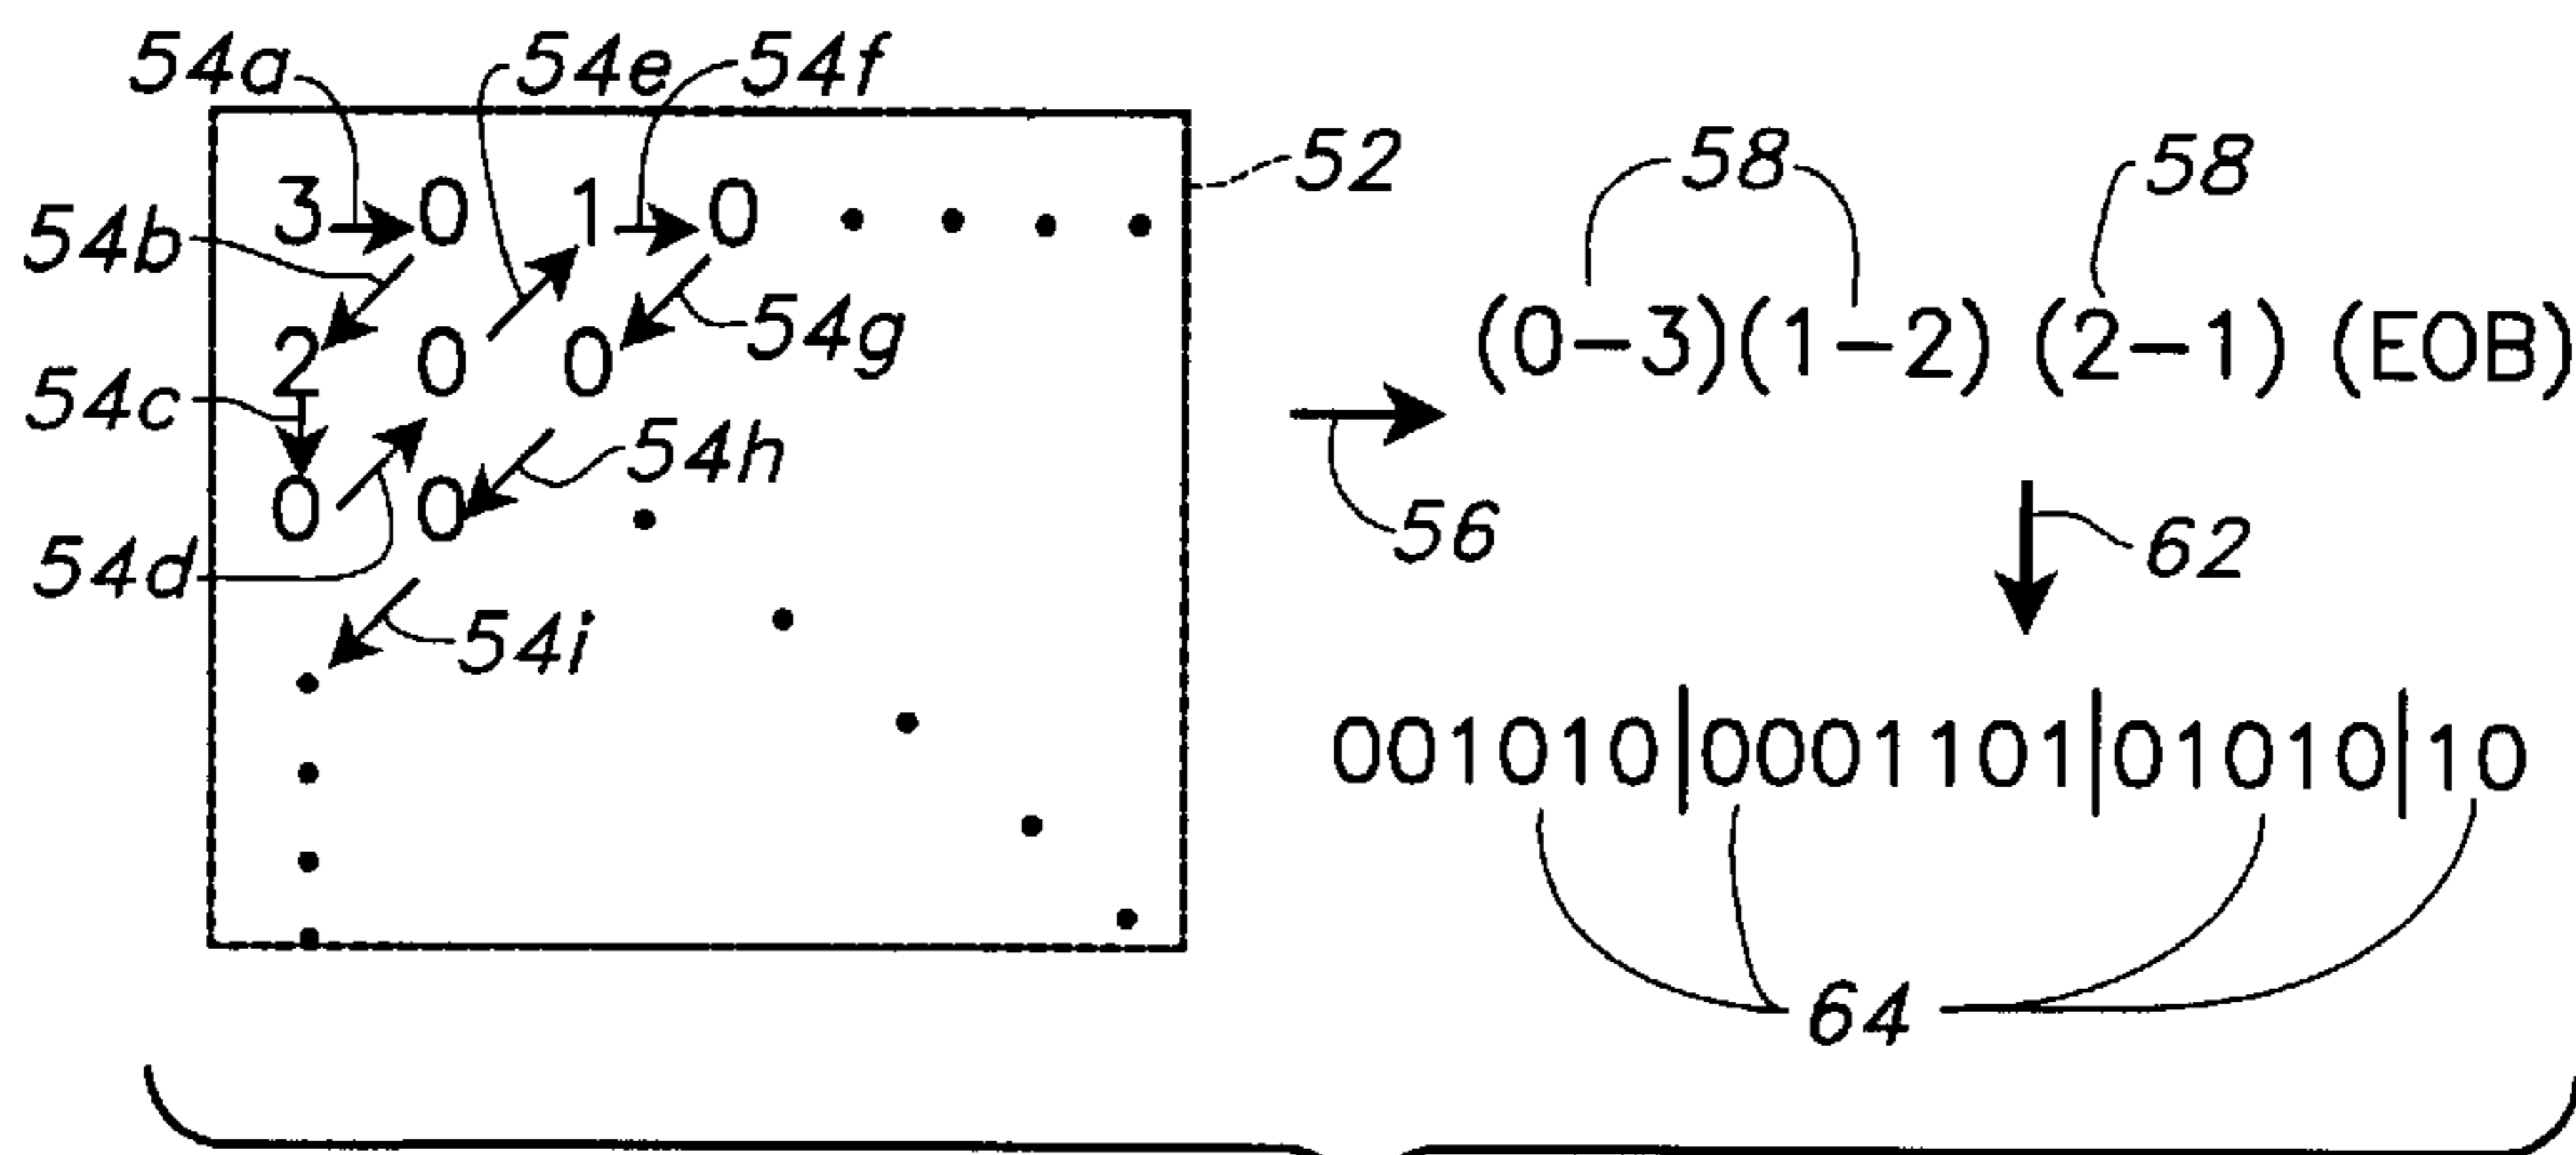 54a 54e 54f
52 58 58
3 0 1 0
54b
(0-3)(1-2) (2-1) (EOB)
54g
2 0 0
54c
54h
0 0
56 62
54d
54i
001010|0001101|01010|10
64